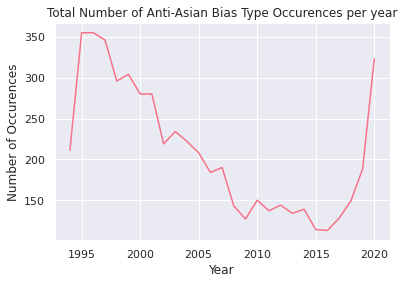 Total Number of Anti-Asian Bias Type Occurences per year
350
300
250
200
150
Number of Occurences
1995 2000 2005 2010 2015 2020
Year